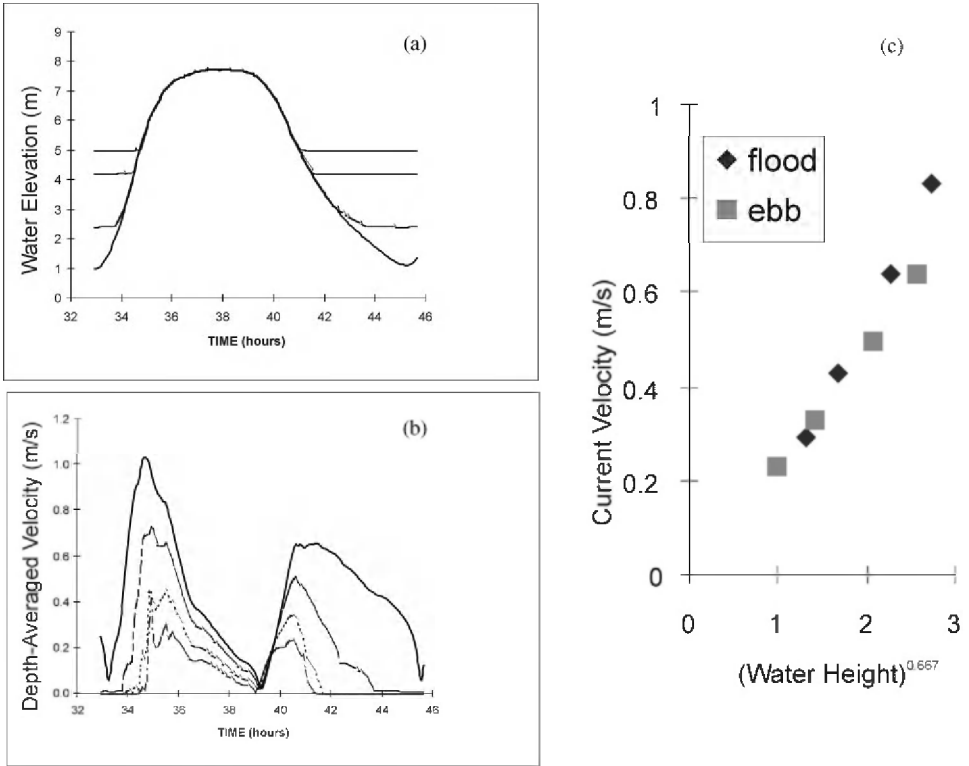 (a)
Water Elevation (m)
9
8
7
6
5
4
3
2
1
0
32 34 36 38 40 42 44 46
TIME (hours)
(b)
Depth-Averaged Velocity (m/s)
1.2
1.0
0.8
0.6
0.4
0.2
0.0
32 34 36 38 40 42 44 46
TIME (hours)
(c)
Current Velocity (m/s)
1
0.8
0.6
0.4
0.2
0
flood
ebb
0 1 2 3
(Water Height)^0.667